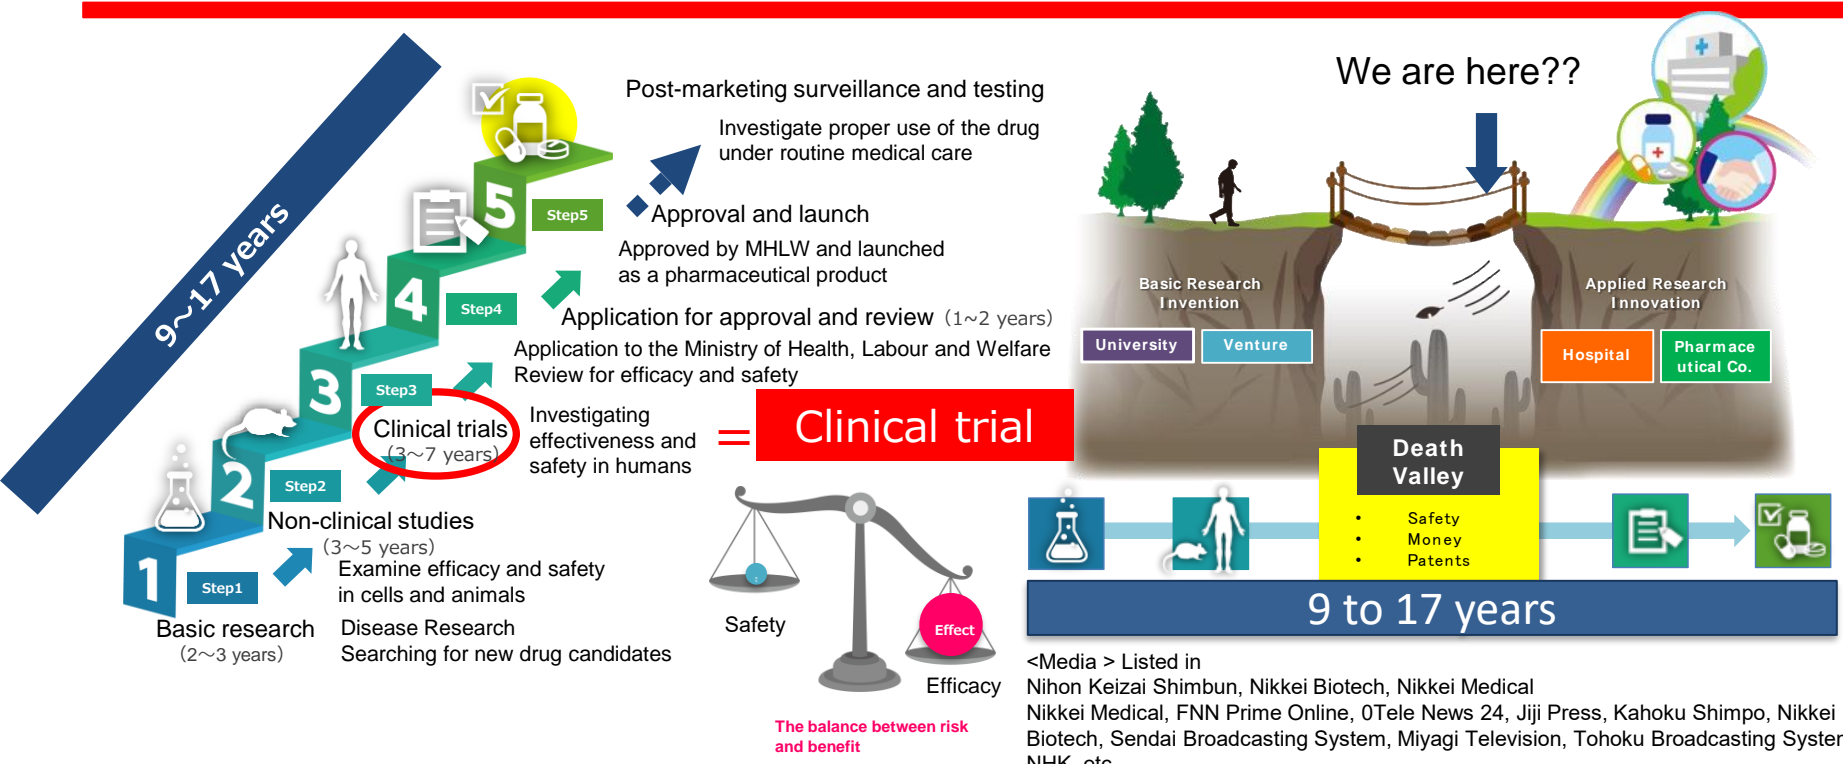 9～17 years
5
Step5
Post-marketing surveillance and testing
Investigate proper use of the drug
under routine medical care
Approval and launch
Approved by MHLW and launched
as a pharmaceutical product
4
Step4
Application for approval and review (1~2 years)
Application to the Ministry of Health, Labour and Welfare
Review for efficacy and safety
3
Step3
Clinical trials
(3～7 years)
Investigating
effectiveness and
safety in humans
=
Clinical trial
2
Step2
Non-clinical studies
(3～5 years)
Examine efficacy and safety
in cells and animals
1
Step1
Basic research
(2～3 years)
Disease Research
Searching for new drug candidates
Safety
Effect
Efficacy
The balance between risk
and benefit
We are here??
Basic Research
Invention
University
Venture
Applied Research
Innovation
Hospital
Pharmace
utical Co.
Death
Valley
• Safety
• Money
• Patents
9 to 17 years
<Media > Listed in
Nihon Keizai Shimbun, Nikkei Biotech, Nikkei Medical
Nikkei Medical, FNN Prime Online, 0Tele News 24, Jiji Press, Kahoku Shimpo, Nikkei
Biotech, Sendai Broadcasting System, Miyagi Television, Tohoku Broadcasting System
NHK, etc